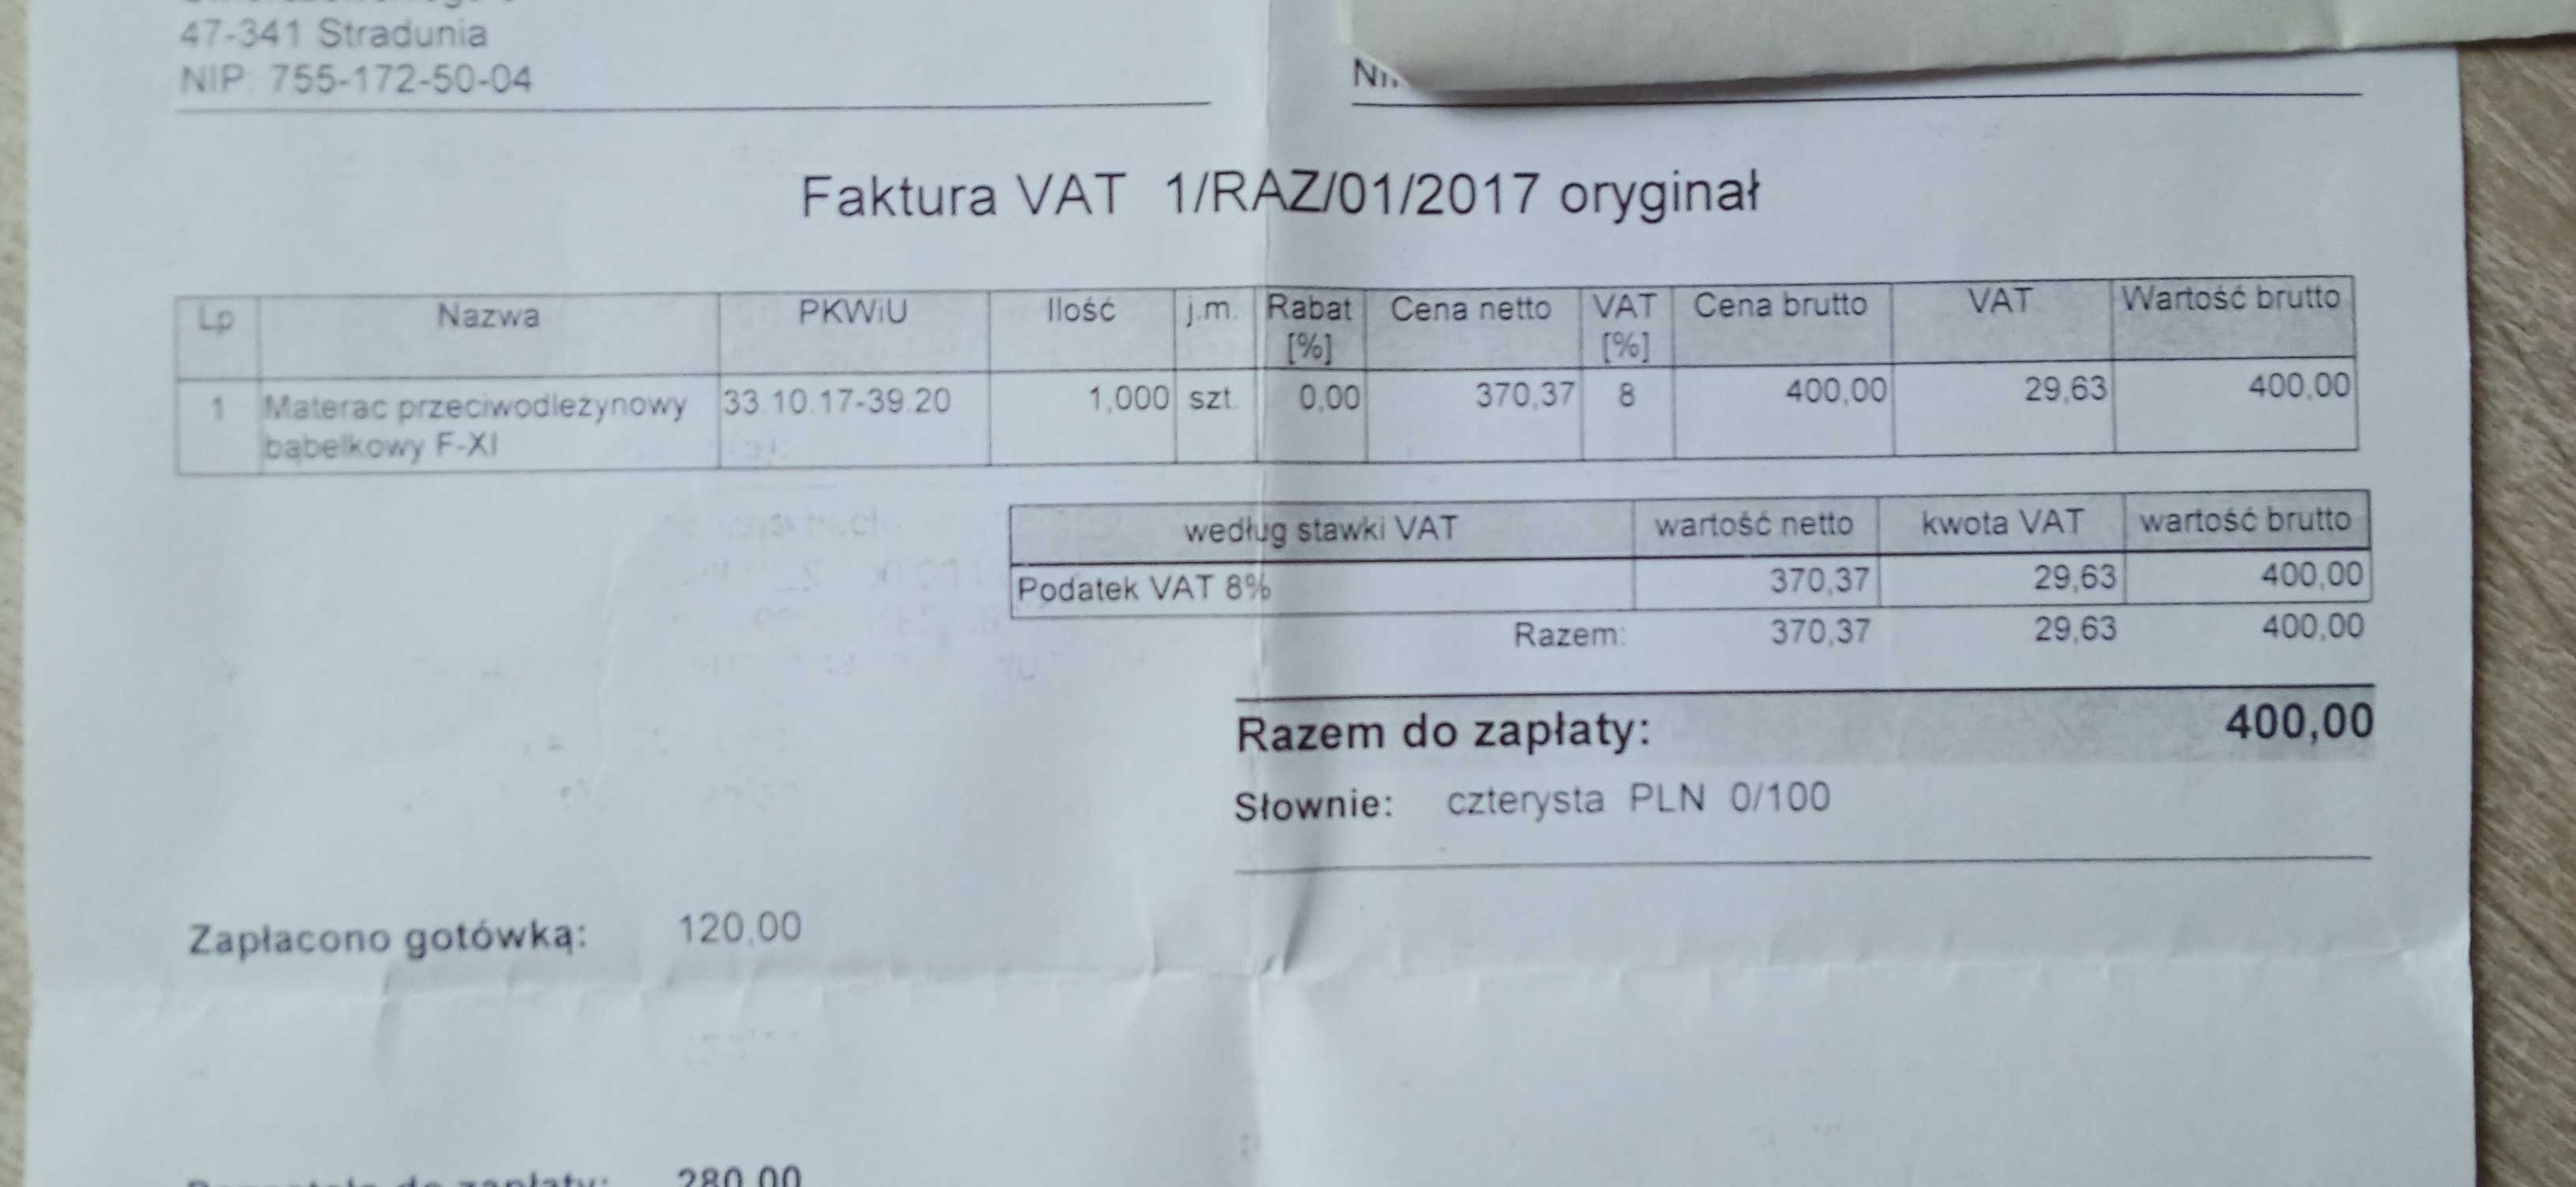 47-341 Stradunia
NIP: 755-172-50-04
Faktura VAT 1/RAZ/01/2017 oryginał
Lp Nazwa PKWiU Ilość j.m. Rabat [%] Cena netto VAT [%] Cena brutto VAT Wartość brutto
1 Materac przeciwodleżynowy 33.10.17-39.20 1,000 szt. 0,00 370,37 8 400,00 29,63 400,00
bąbelkowy F-XI
według stawki VAT wartość netto kwota VAT wartość brutto
Podatek VAT 8% 370,37 29,63 400,00
Razem: 370,37 29,63 400,00
Razem do zapłaty: 400,00
Słownie: czterysta PLN 0/100
Zapłacono gotówką: 120,00
do zapłaty: 280,00